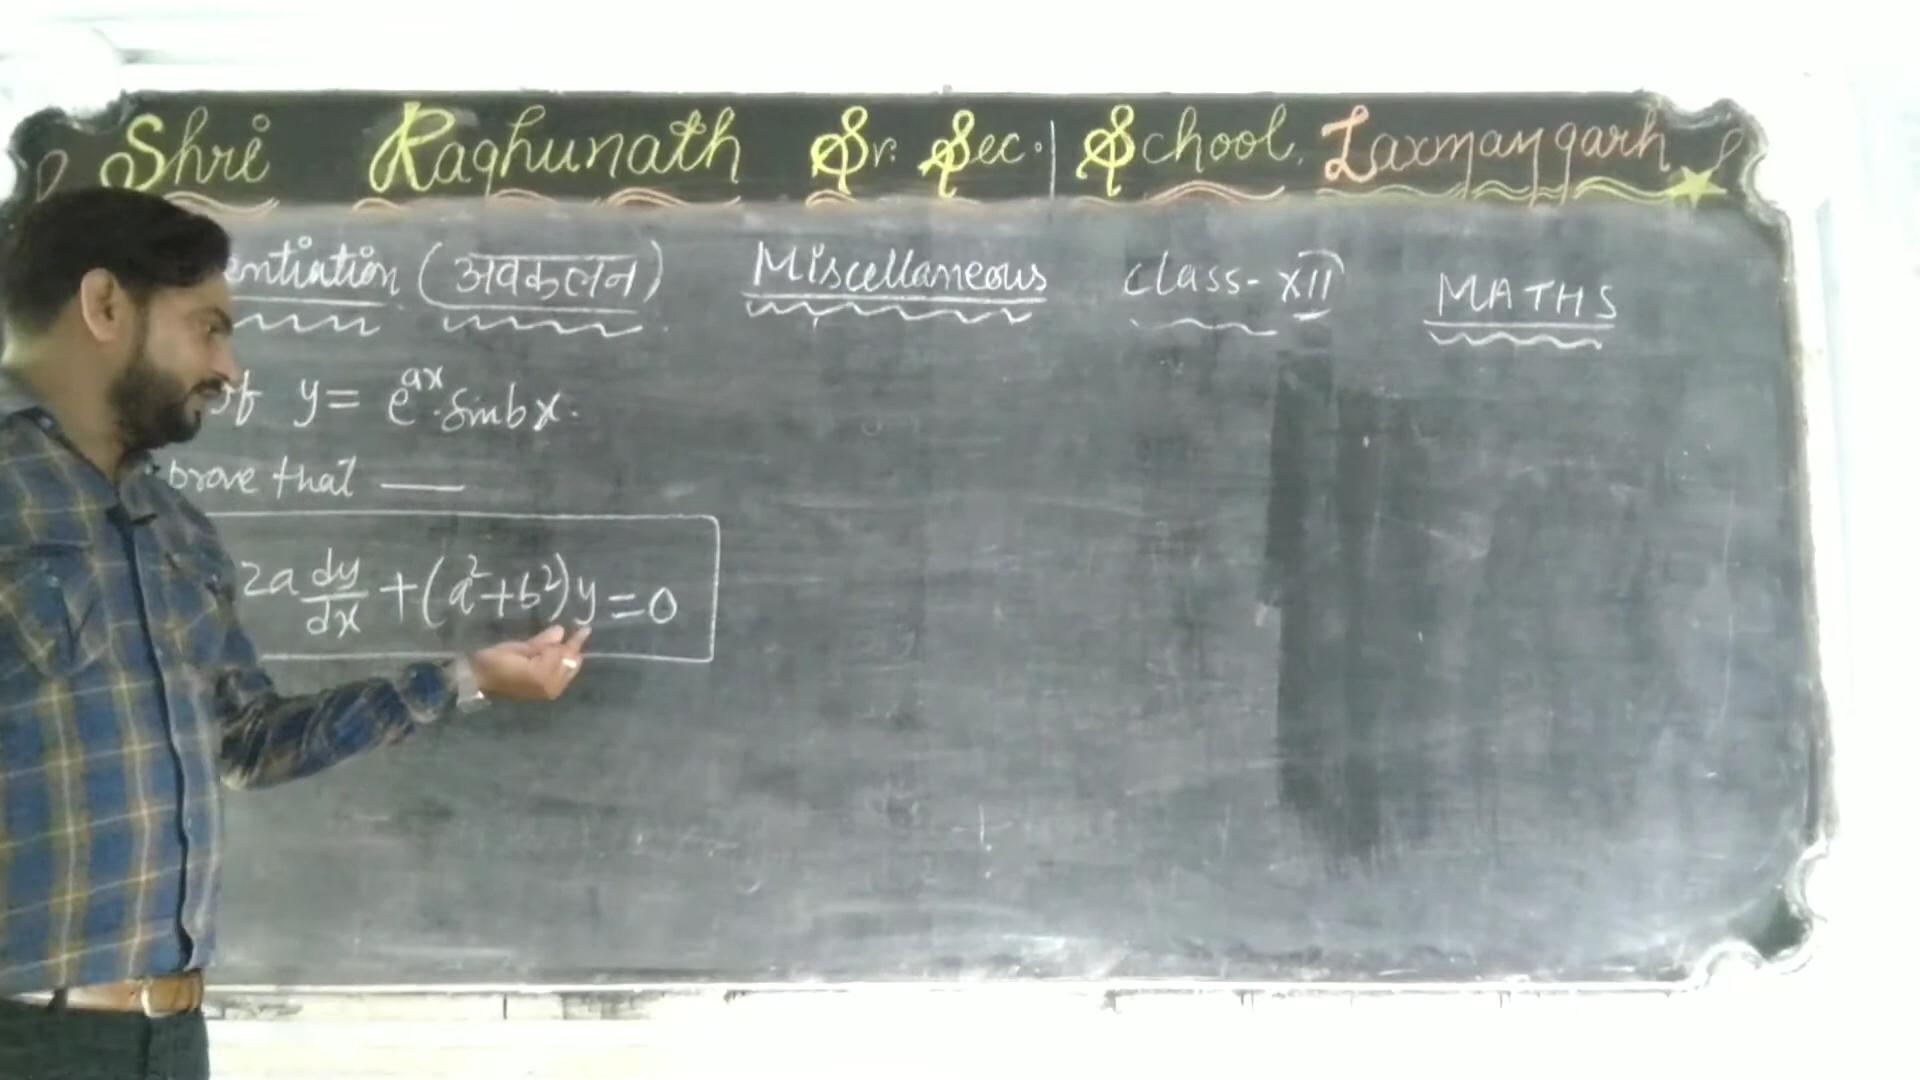 Shri Raghunath Sr. Sec. School, Laxmangarh
entiation (अवकलन) Miscellaneous Class-XII MATHS
If y = e^ax · sinbx.
prove that —
2a dy/dx + (a²+b²)y = 0